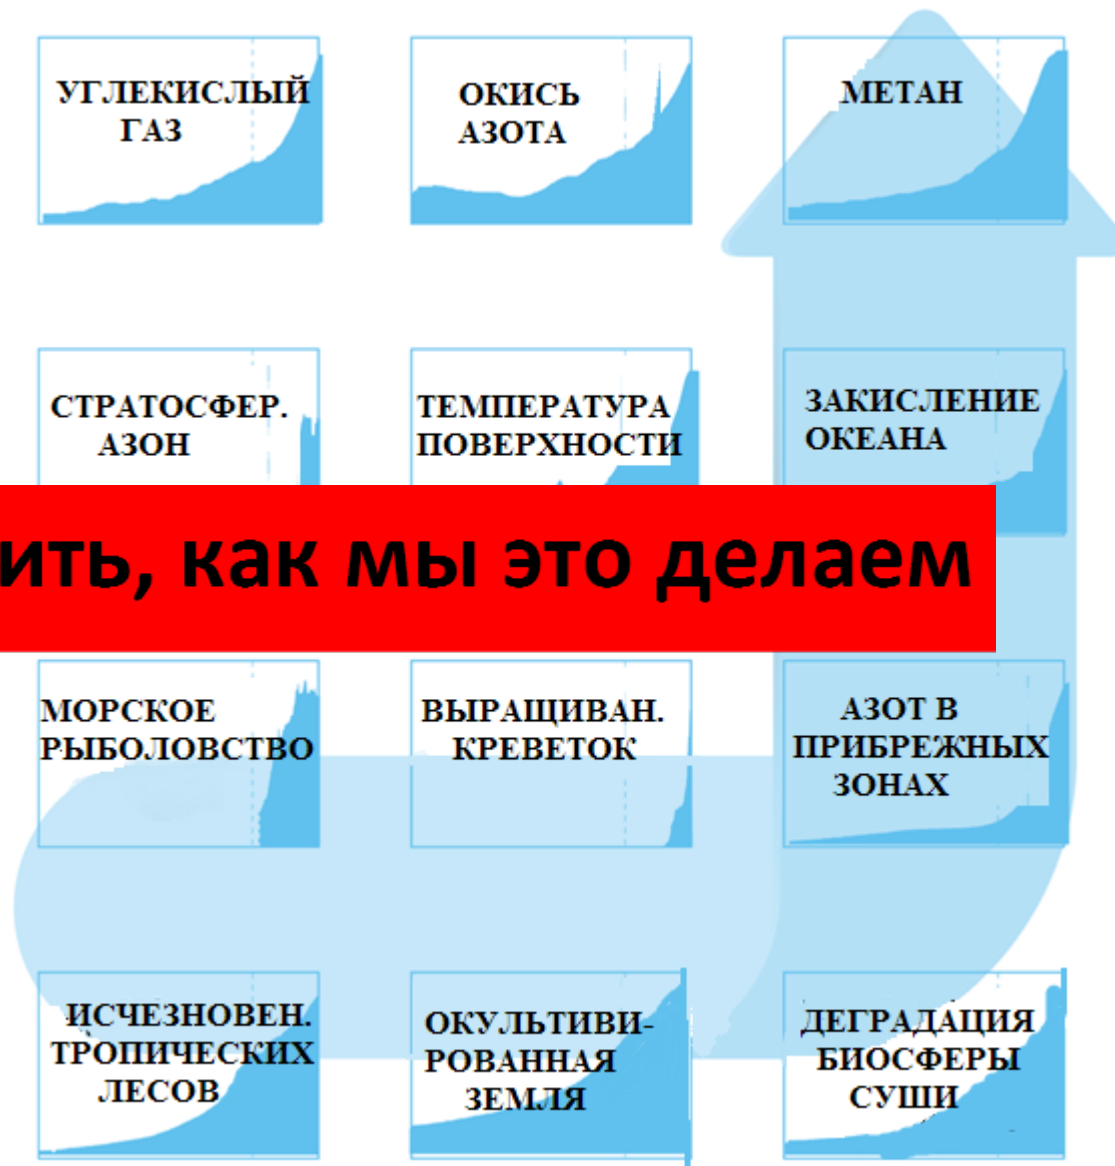 УГЛЕКИСЛЫЙ
ГАЗ
ОКИСЬ
АЗОТА
МЕТАН
СТРАТОСФЕР.
АЗОН
ТЕМПЕРАТУРА
ПОВЕРХНОСТИ
ЗАКИСЛЕНИЕ
ОКЕАНА
ить, как мы это делаем
МОРСКОЕ
РЫБОЛОВСТВО
ВЫРАЩИВАН.
КРЕВЕТОК
АЗОТ В
ПРИБРЕЖНЫХ
ЗОНАХ
ИСЧЕЗНОВЕН.
ТРОПИЧЕСКИХ
ЛЕСОВ
ОКУЛЬТИВИ-
РОВАННАЯ
ЗЕМЛЯ
ДЕГРАДАЦИЯ
БИОСФЕРЫ
СУШИ